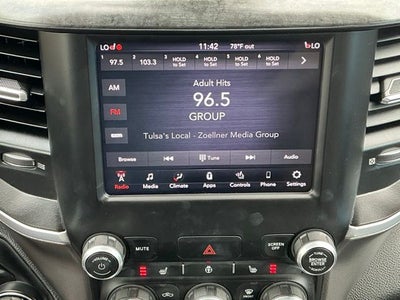 LO 11:42 78°F out LO
1 2 3 4 5 6
97.5 103.3 HOLD to Set HOLD to Set HOLD to Set HOLD to Set
AM
Adult Hits
96.5
FM
GROUP
Tulsa's Local - Zoellner Media Group
Browse Tune Audio
Radio Media Climate Apps Controls Phone Settings
MUTE SCREEN OFF
VOLUME
BROWSE ENTER